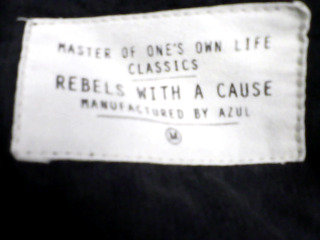 MASTER OF ONE'S OWN LIFE
CLASSICS
REBELS WITH A CAUSE
MANUFACTURED BY AZUL
M